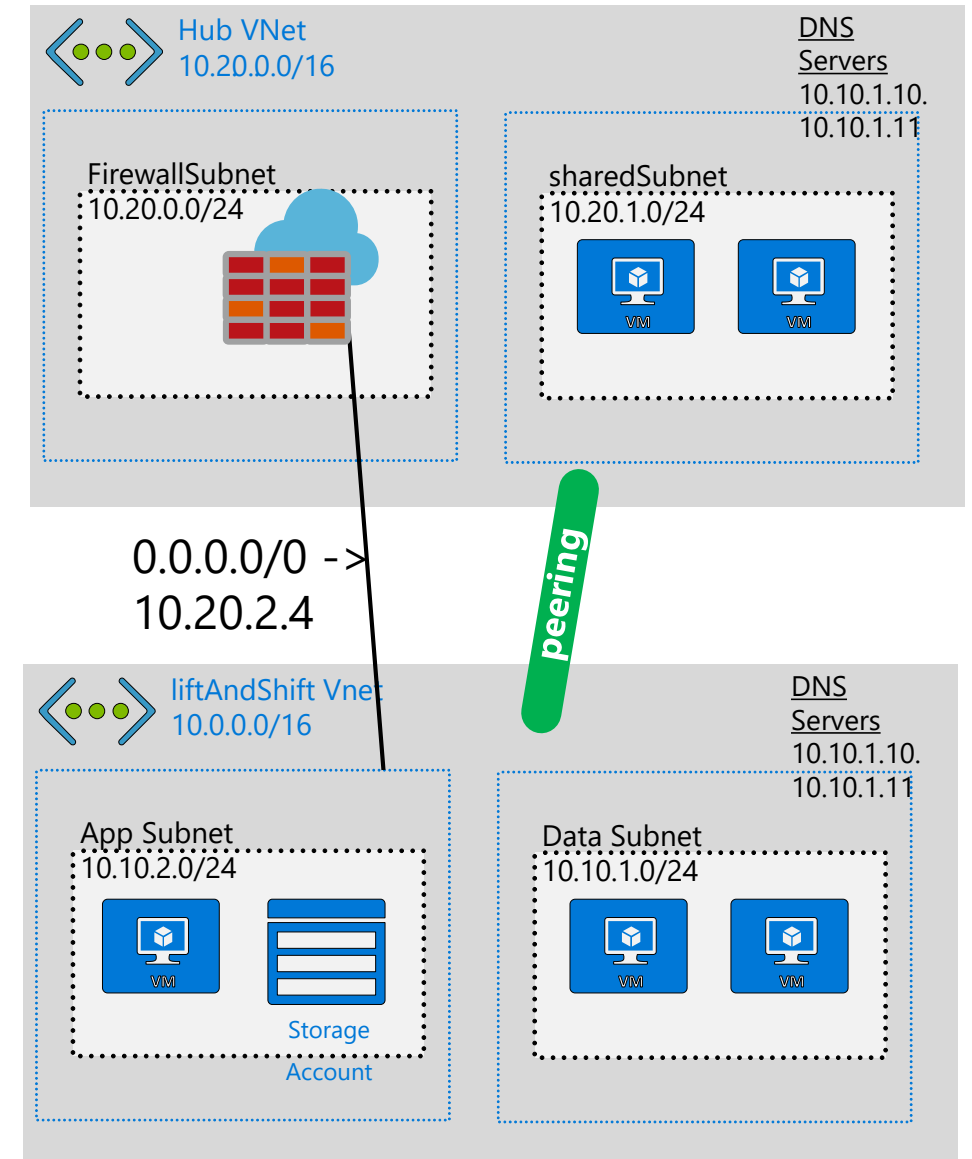 Hub VNet
10.20.0.0/16
DNS
Servers
10.10.1.10.
10.10.1.11
FirewallSubnet
10.20.0.0/24
sharedSubnet
10.20.1.0/24
VM
VM
0.0.0.0/0 ->
10.20.2.4
peering
liftAndShift Vnet
10.0.0.0/16
DNS
Servers
10.10.1.10.
10.10.1.11
App Subnet
10.10.2.0/24
VM
Storage
Account
Data Subnet
10.10.1.0/24
VM
VM